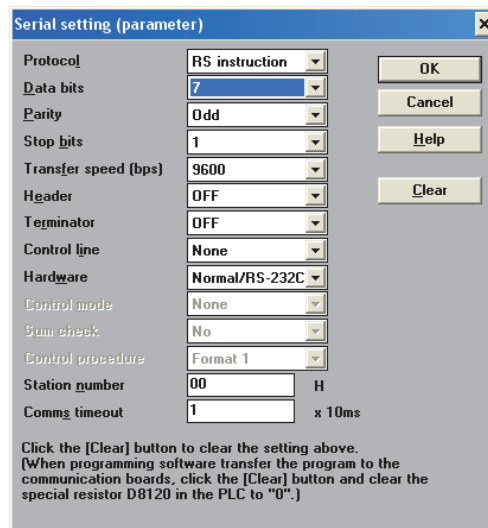 Serial setting (parameter)
Protocol RS instruction
Data bits 7
Parity Odd
Stop bits 1
Transfer speed (bps) 9600
Header OFF
Terminator OFF
Control line None
Hardware Normal/RS-232C
Control mode None
Sum check No
Control procedure Format 1
Station number 00 H
Comms timeout 1 x 10ms
OK
Cancel
Help
Clear
Click the [Clear] button to clear the setting above.
(When programming software transfer the program to the
communication boards, click the [Clear] button and clear the
special resistor D8120 in the PLC to "0".)